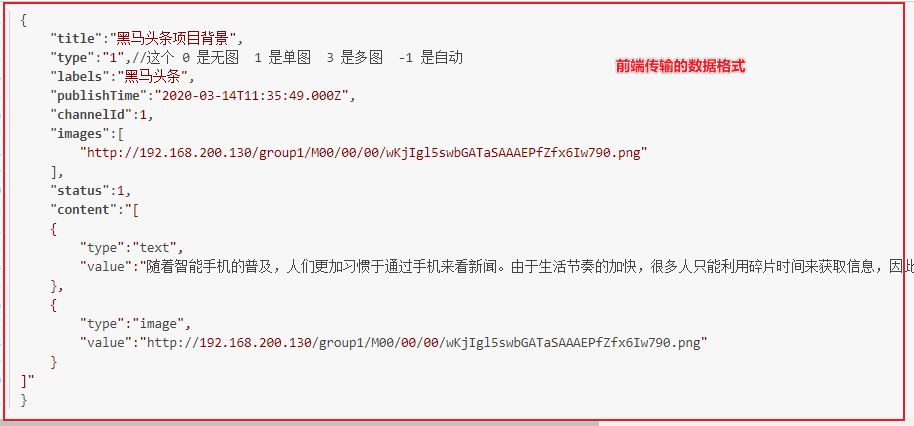 {
"title":"黑马头条项目背景",
"type":"1",//这个 0 是无图 1 是单图 3 是多图 -1 是自动
前端传输的数据格式
"labels":"黑马头条",
"publishTime":"2020-03-14T11:35:49.000Z",
"channelId":1,
"images":[
"http://192.168.200.130/group1/M00/00/00/wKjIgl5swbGATaSAAAEPfZfx6Iw790.png"
],
"status":1,
"content":"[
{
"type":"text",
"value":"随着智能手机的普及，人们更加习惯于通过手机来看新闻。由于生活节奏的加快，很多人只能利用碎片时间来获取信息，因此
},
{
"type":"image",
"value":"http://192.168.200.130/group1/M00/00/00/wKjIgl5swbGATaSAAAEPfZfx6Iw790.png"
}
]"
}